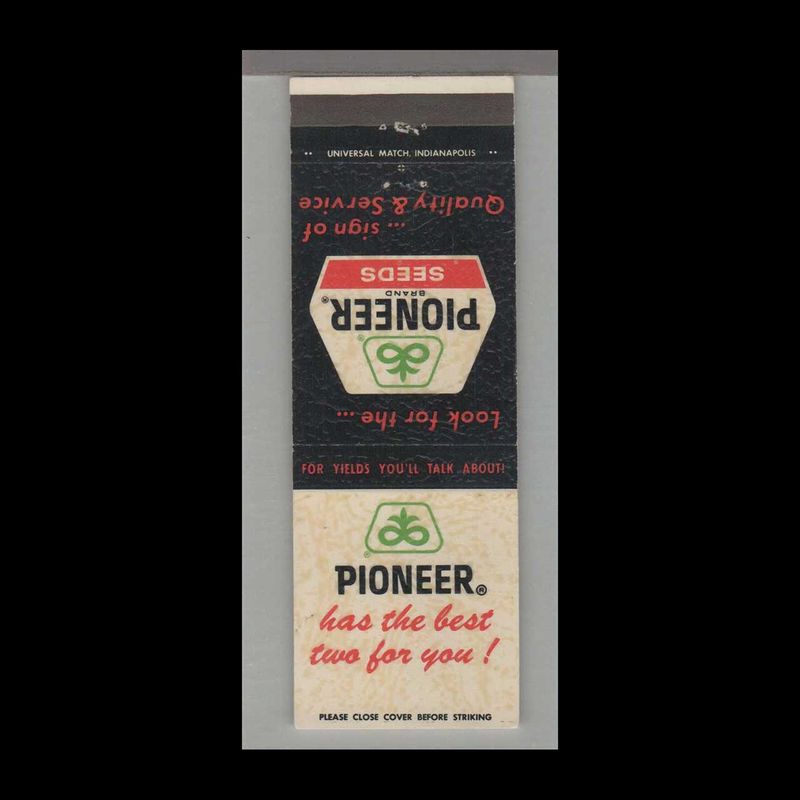 UNIVERSAL MATCH, INDIANAPOLIS
Look for the ...
PIONEER®
BRAND
SEEDS
... sign of
Quality & Service
FOR YIELDS YOU'LL TALK ABOUT!
PIONEER®
has the best
two for you!
PLEASE CLOSE COVER BEFORE STRIKING